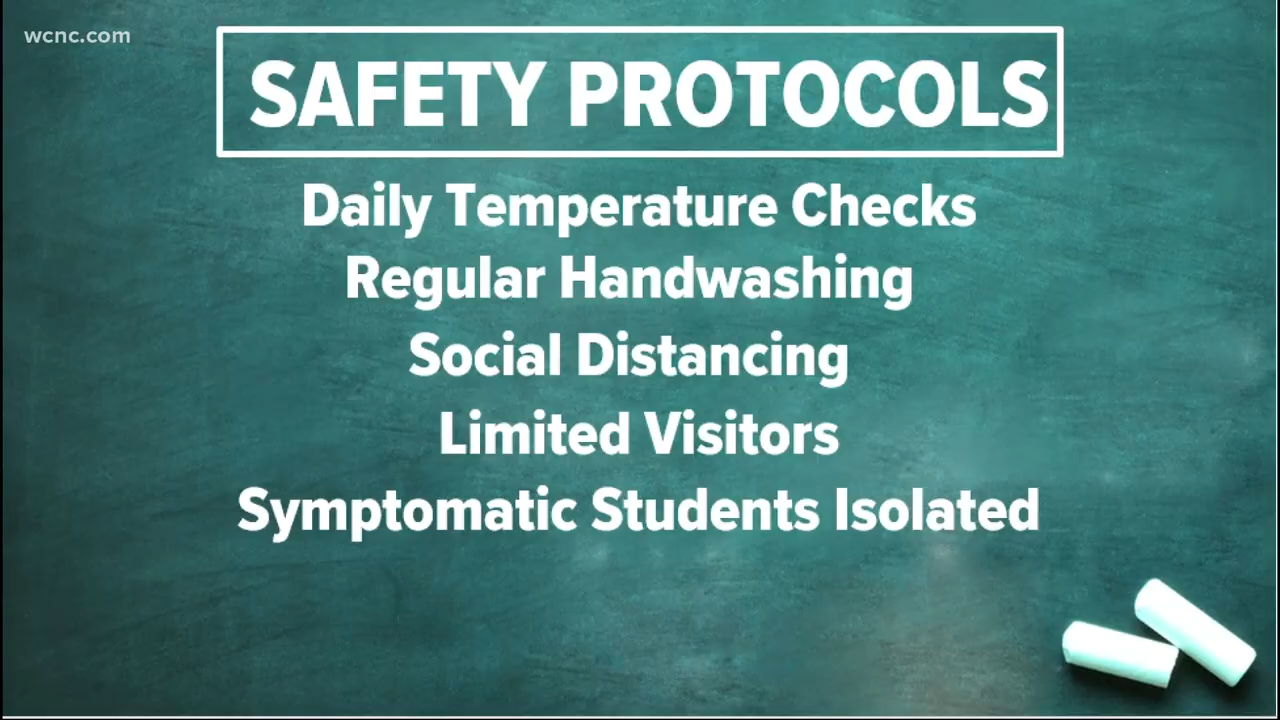 wcnc.com
SAFETY PROTOCOLS
Daily Temperature Checks
Regular Handwashing
Social Distancing
Limited Visitors
Symptomatic Students Isolated